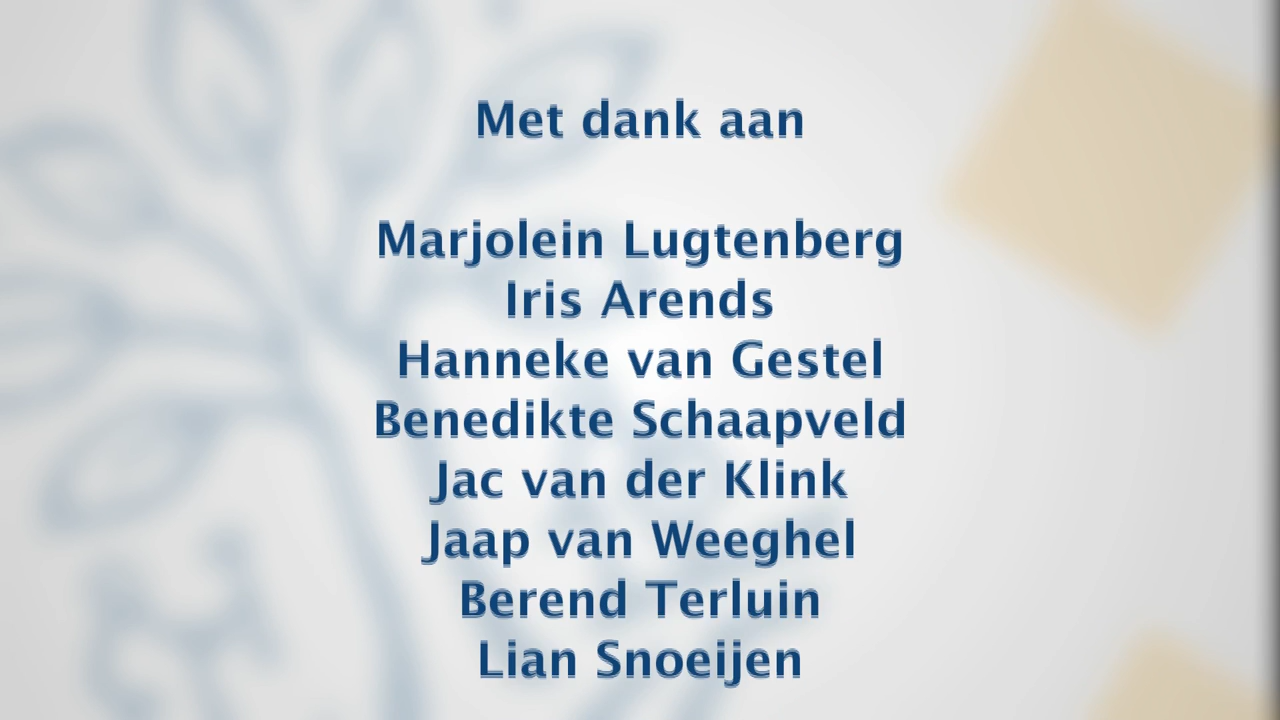 Met dank aan
Marjolein Lugtenberg
Iris Arends
Hanneke van Gestel
Benedikte Schaapveld
Jac van der Klink
Jaap van Weeghel
Berend Terluin
Lian Snoeijen